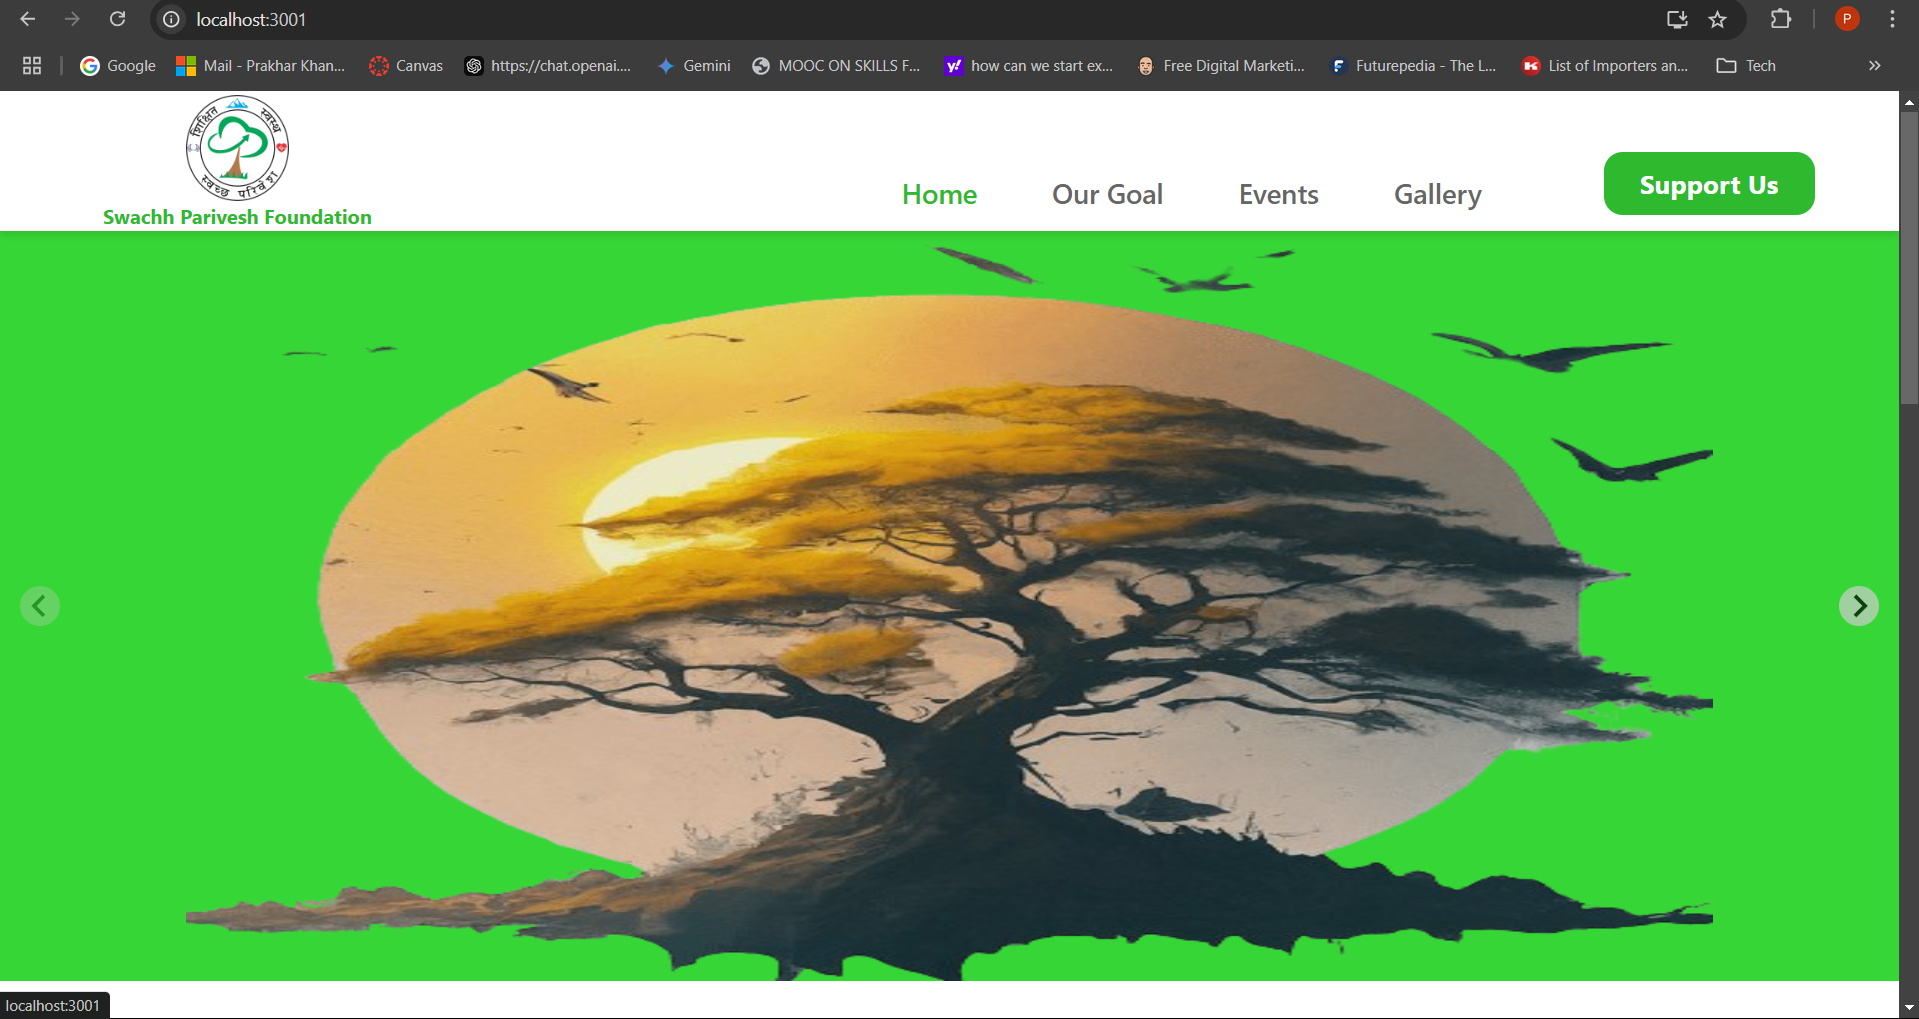 localhost:3001
Google
Mail - Prakhar Khan...
Canvas
https://chat.openai....
Gemini
MOOC ON SKILLS F...
how can we start ex...
Free Digital Marketi...
Futurepedia - The L...
List of Importers an...
Tech
P
शिक्षित
स्वस्थ
स्वच्छ परिवेश
Swachh Parivesh Foundation
Home
Our Goal
Events
Gallery
Support Us
localhost:3001